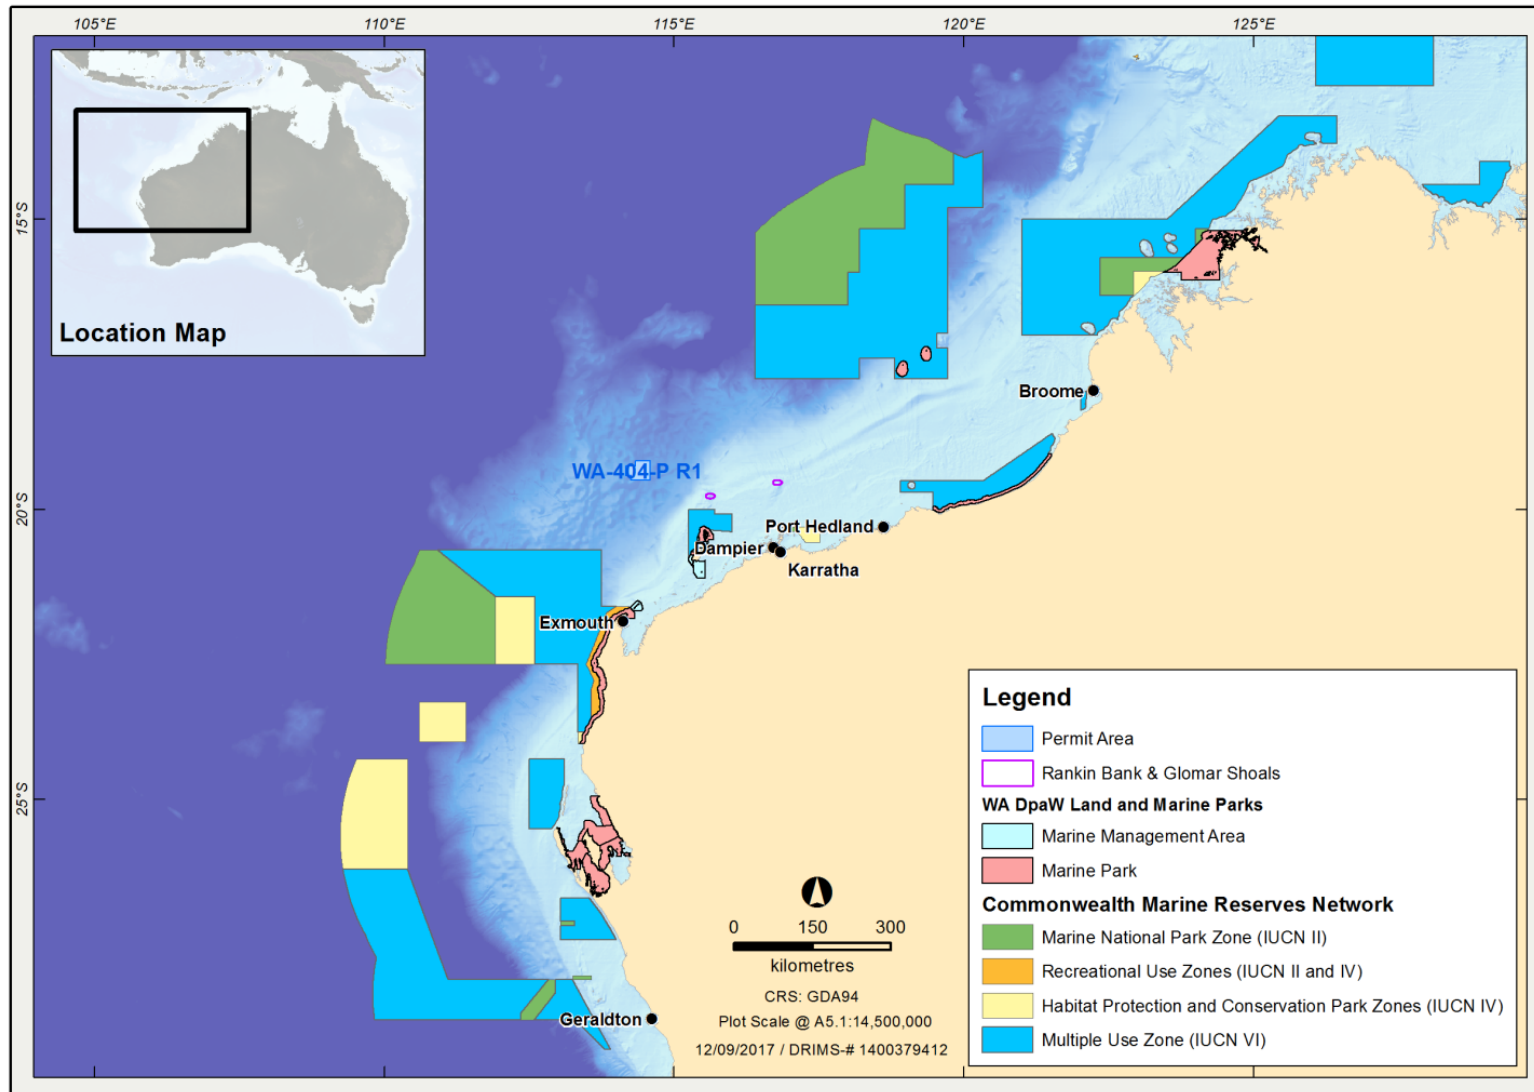 105°E
110°E
115°E
120°E
125°E
15°S
20°S
25°S
Location Map
WA-404-P R1
Broome
Port Hedland
Dampier
Karratha
Exmouth
Geraldton
0 150 300
kilometres
CRS: GDA94
Plot Scale @ A5.1:14,500,000
12/09/2017 / DRIMS-# 1400379412
Legend
Permit Area
Rankin Bank & Glomar Shoals
WA DpaW Land and Marine Parks
Marine Management Area
Marine Park
Commonwealth Marine Reserves Network
Marine National Park Zone (IUCN II)
Recreational Use Zones (IUCN II and IV)
Habitat Protection and Conservation Park Zones (IUCN IV)
Multiple Use Zone (IUCN VI)